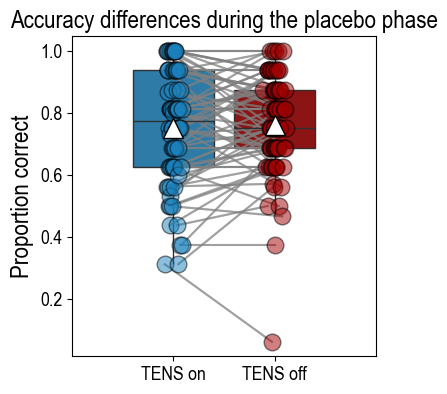 Accuracy differences during the placebo phase
Proportion correct
1.0
0.8
0.6
0.4
0.2
TENS on
TENS off